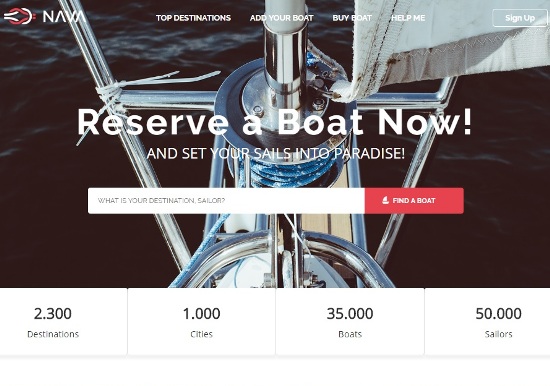 NAVA
TOP DESTINATIONS ADD YOUR BOAT BUY BOAT HELP ME Sign Up
Reserve a Boat Now!
AND SET YOUR SAILS INTO PARADISE!
WHAT IS YOUR DESTINATION, SAILOR? FIND A BOAT
2.300 1.000 35.000 50.000
Destinations Cities Boats Sailors